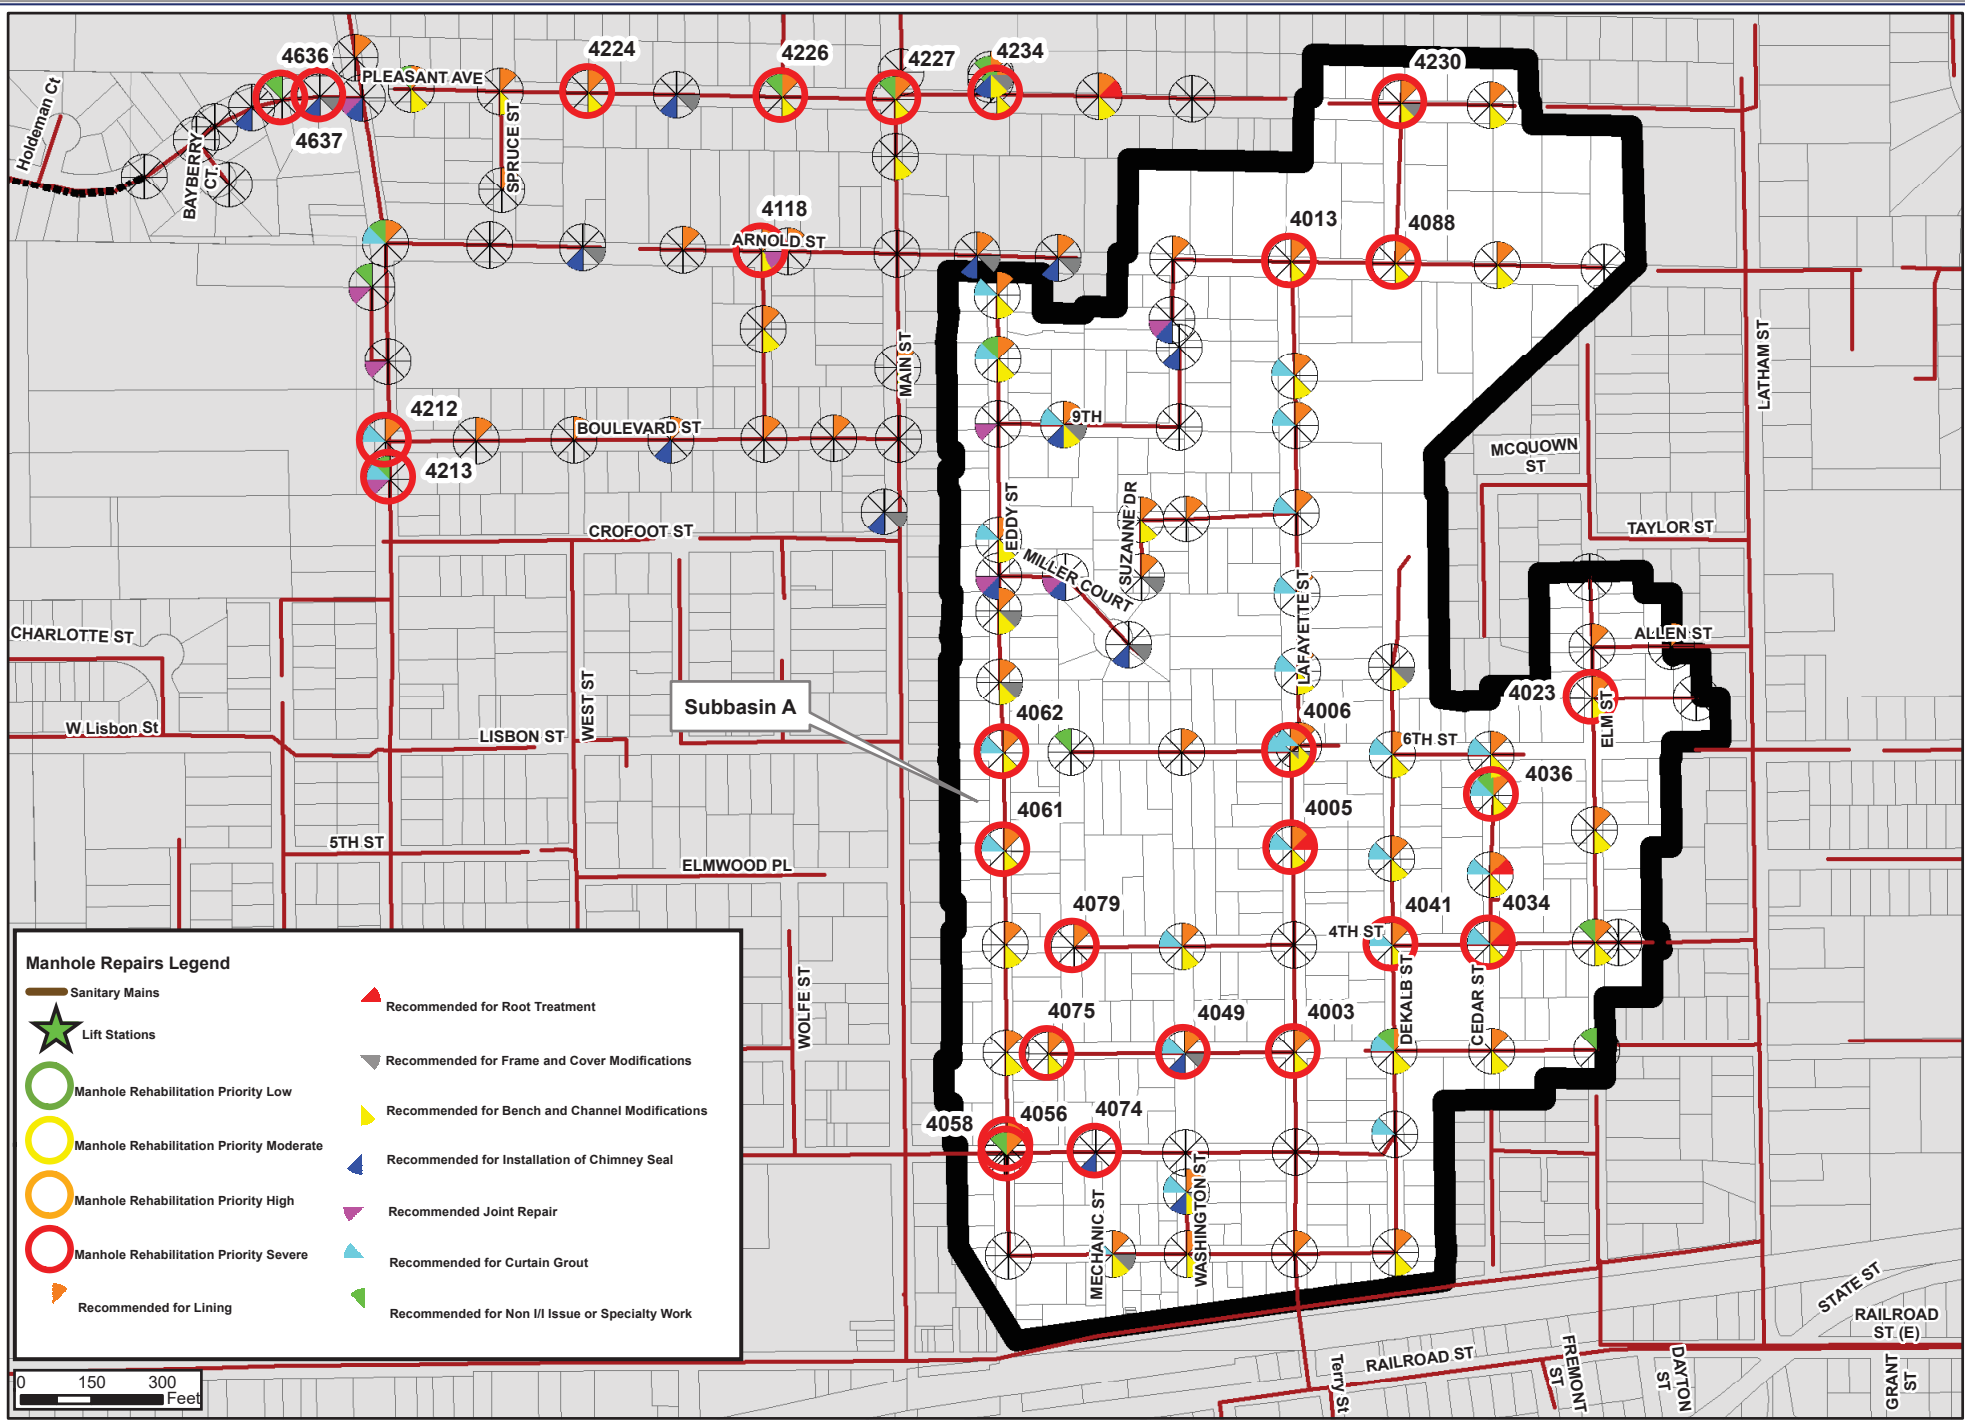 4636
4224
4226
4227
4234
4230
PLEASANT AVE
Holdeman Ct
4637
BAYBERRY
CT.
SPRUCE ST
4118
ARNOLD ST
4013
4088
MAIN ST
LATHAM ST
4212
BOULEVARD ST
9TH
4213
MCQUOWN
ST
EDDY ST
SUZANNE DR
CROFOOT ST
TAYLOR ST
MILLER COURT
LAFAYETTE ST
CHARLOTTE ST
ALLEN ST
WEST ST
Subbasin A
4023
ELM ST
4062
4006
W Lisbon St
LISBON ST
6TH ST
4036
4061
4005
5TH ST
ELMWOOD PL
4079
4041
4034
4TH ST
WOLFE ST
DEKALB ST
CEDAR ST
4075
4049
4003
4058
4056
4074
MECHANIC ST
WASHINGTON ST
STATE ST
RAILROAD
ST (E)
RAILROAD ST
Terry St
FREMONT
ST
DAYTON
ST
GRANT
ST
Manhole Repairs Legend
Sanitary Mains
Lift Stations
Manhole Rehabilitation Priority Low
Manhole Rehabilitation Priority Moderate
Manhole Rehabilitation Priority High
Manhole Rehabilitation Priority Severe
Recommended for Lining
Recommended for Root Treatment
Recommended for Frame and Cover Modifications
Recommended for Bench and Channel Modifications
Recommended for Installation of Chimney Seal
Recommended Joint Repair
Recommended for Curtain Grout
Recommended for Non I/I Issue or Specialty Work
0 150 300
Feet